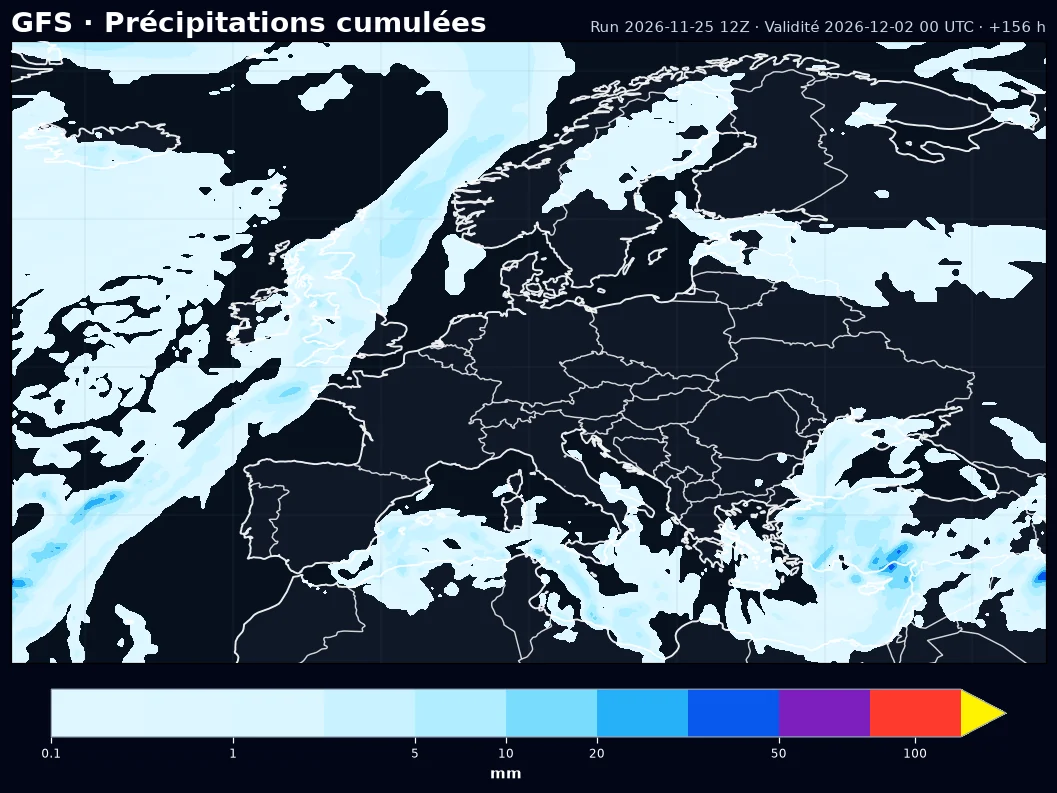 GFS · Précipitations cumulées
Run 2026-11-25 12Z · Validité 2026-12-02 00 UTC · +156 h
0.1 1 5 10 20 50 100
mm